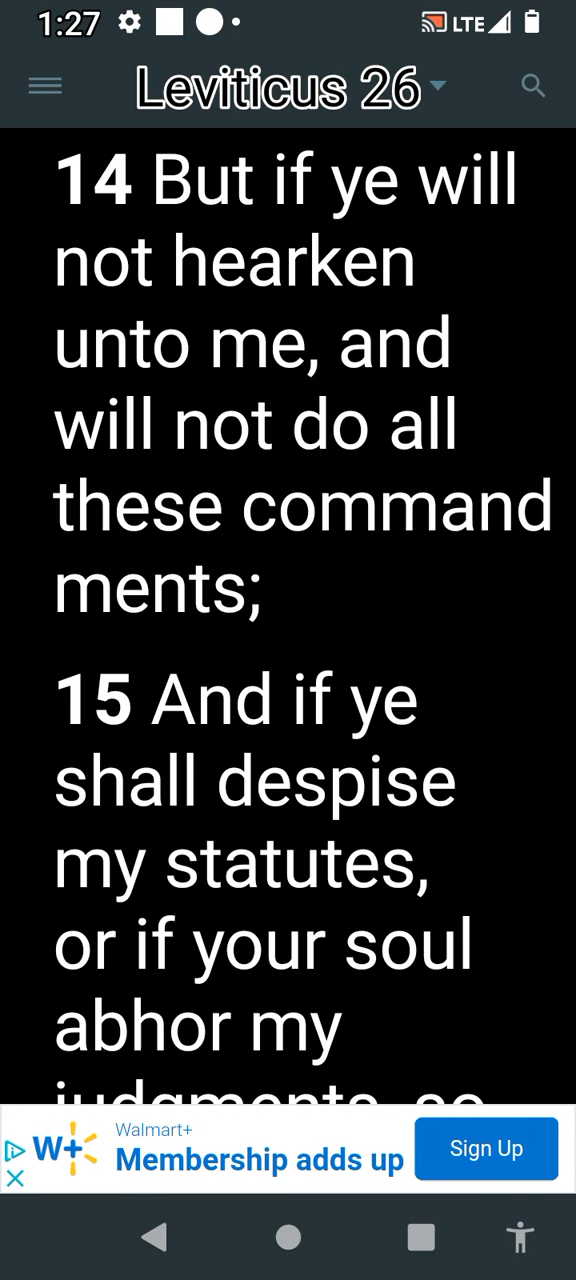 1:27 LTE
Leviticus 26
14 But if ye will
not hearken
unto me, and
will not do all
these command
ments;
15 And if ye
shall despise
my statutes,
or if your soul
abhor my
judgments, so
Walmart+
W+ Membership adds up
Sign Up